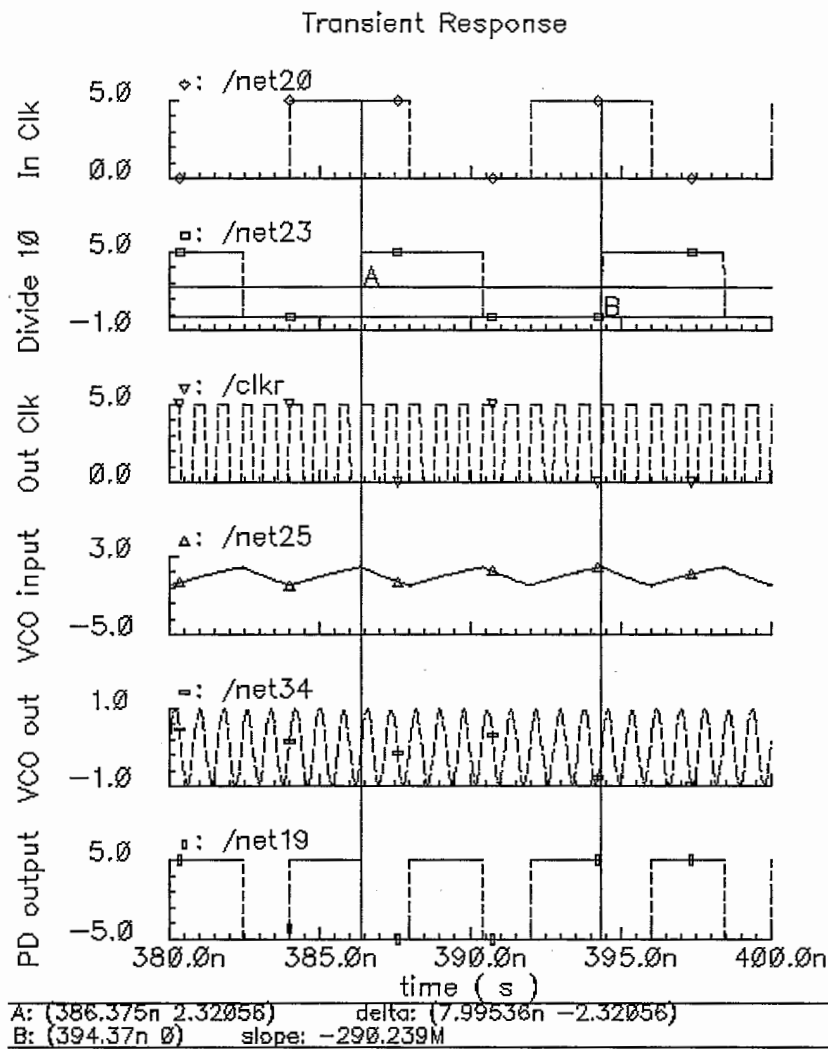 Transient Response
In Clk
◇: /net20
5.0
0.0
Divide 10
□: /net23
5.0
-1.0
A
B
Out Clk
▽: /clkr
5.0
0.0
VCO input
△: /net25
3.0
-5.0
VCO out
▭: /net34
1.0
-1.0
PD output
▯: /net19
5.0
-5.0
380.0n 385.0n 390.0n 395.0n 400.0n
time ( s )
A: (386.375n 2.32056) delta: (7.99536n -2.32056)
B: (394.37n 0) slope: -290.239M